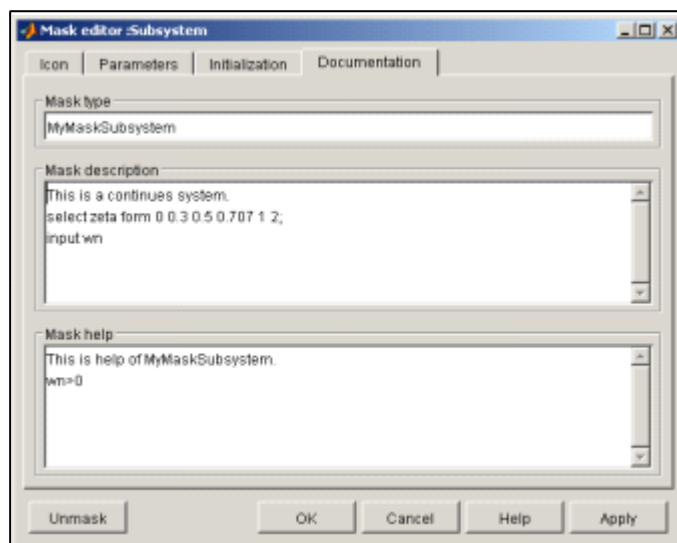 Mask editor :Subsystem
Icon Parameters Initialization Documentation
Mask type
MyMaskSubsystem
Mask description
This is a continues system.
select zeta form 0 0.3 0.5 0.707 1 2;
input wn
Mask help
This is help of MyMaskSubsystem.
wn>0
Unmask OK Cancel Help Apply